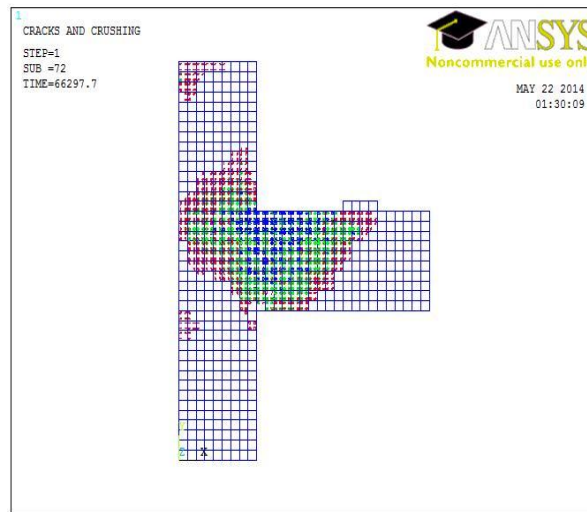 1
CRACKS AND CRUSHING
STEP=1
SUB =72
TIME=66297.7
ANSYS
Noncommercial use onl
MAY 22 2014
01:30:09
Y
Z X